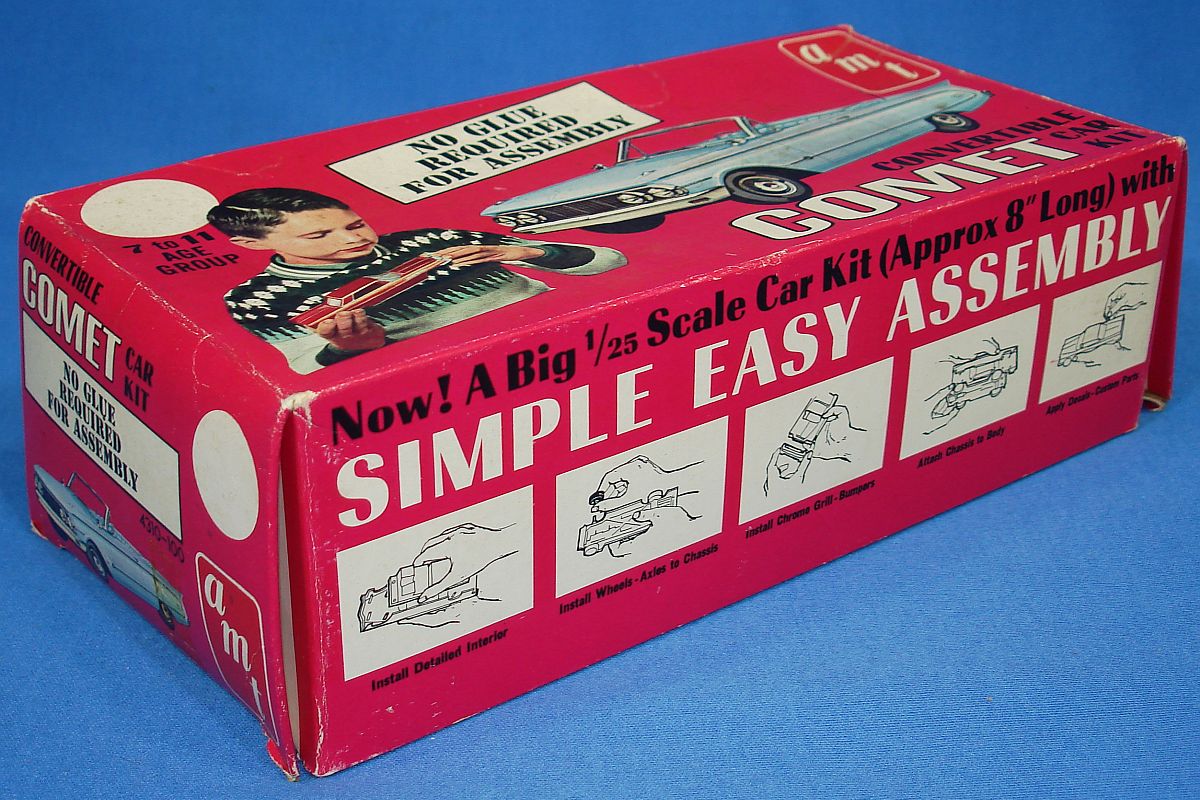 amt
NO GLUE
REQUIRED
FOR ASSEMBLY
7 to 11
AGE
GROUP
CONVERTIBLE
COMET CAR
KIT
Now! A Big 1/25 Scale Car Kit (Approx 8" Long) with
SIMPLE EASY ASSEMBLY
Install Detailed Interior
Install Wheels - Axles to Chassis
Install Chrome Grill - Bumpers
Attach Chassis to Body
Apply Decals - Custom Parts
CONVERTIBLE
COMET CAR
KIT
NO GLUE
REQUIRED
FOR ASSEMBLY
4310-100
amt